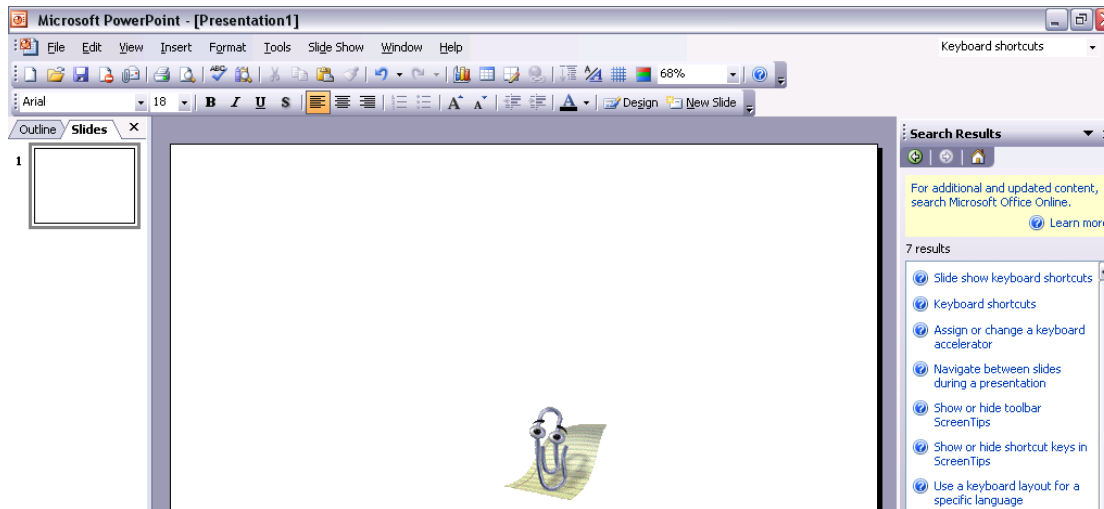 Microsoft PowerPoint - [Presentation1]
File Edit View Insert Format Tools Slide Show Window Help
Keyboard shortcuts
ABC
68%
Arial 18 B I U S A A A Design New Slide
Outline Slides
Search Results
1
For additional and updated content,
search Microsoft Office Online.
Learn more
7 results
Slide show keyboard shortcuts
Keyboard shortcuts
Assign or change a keyboard
accelerator
Navigate between slides
during a presentation
Show or hide toolbar
ScreenTips
Show or hide shortcut keys in
ScreenTips
Use a keyboard layout for a
specific language